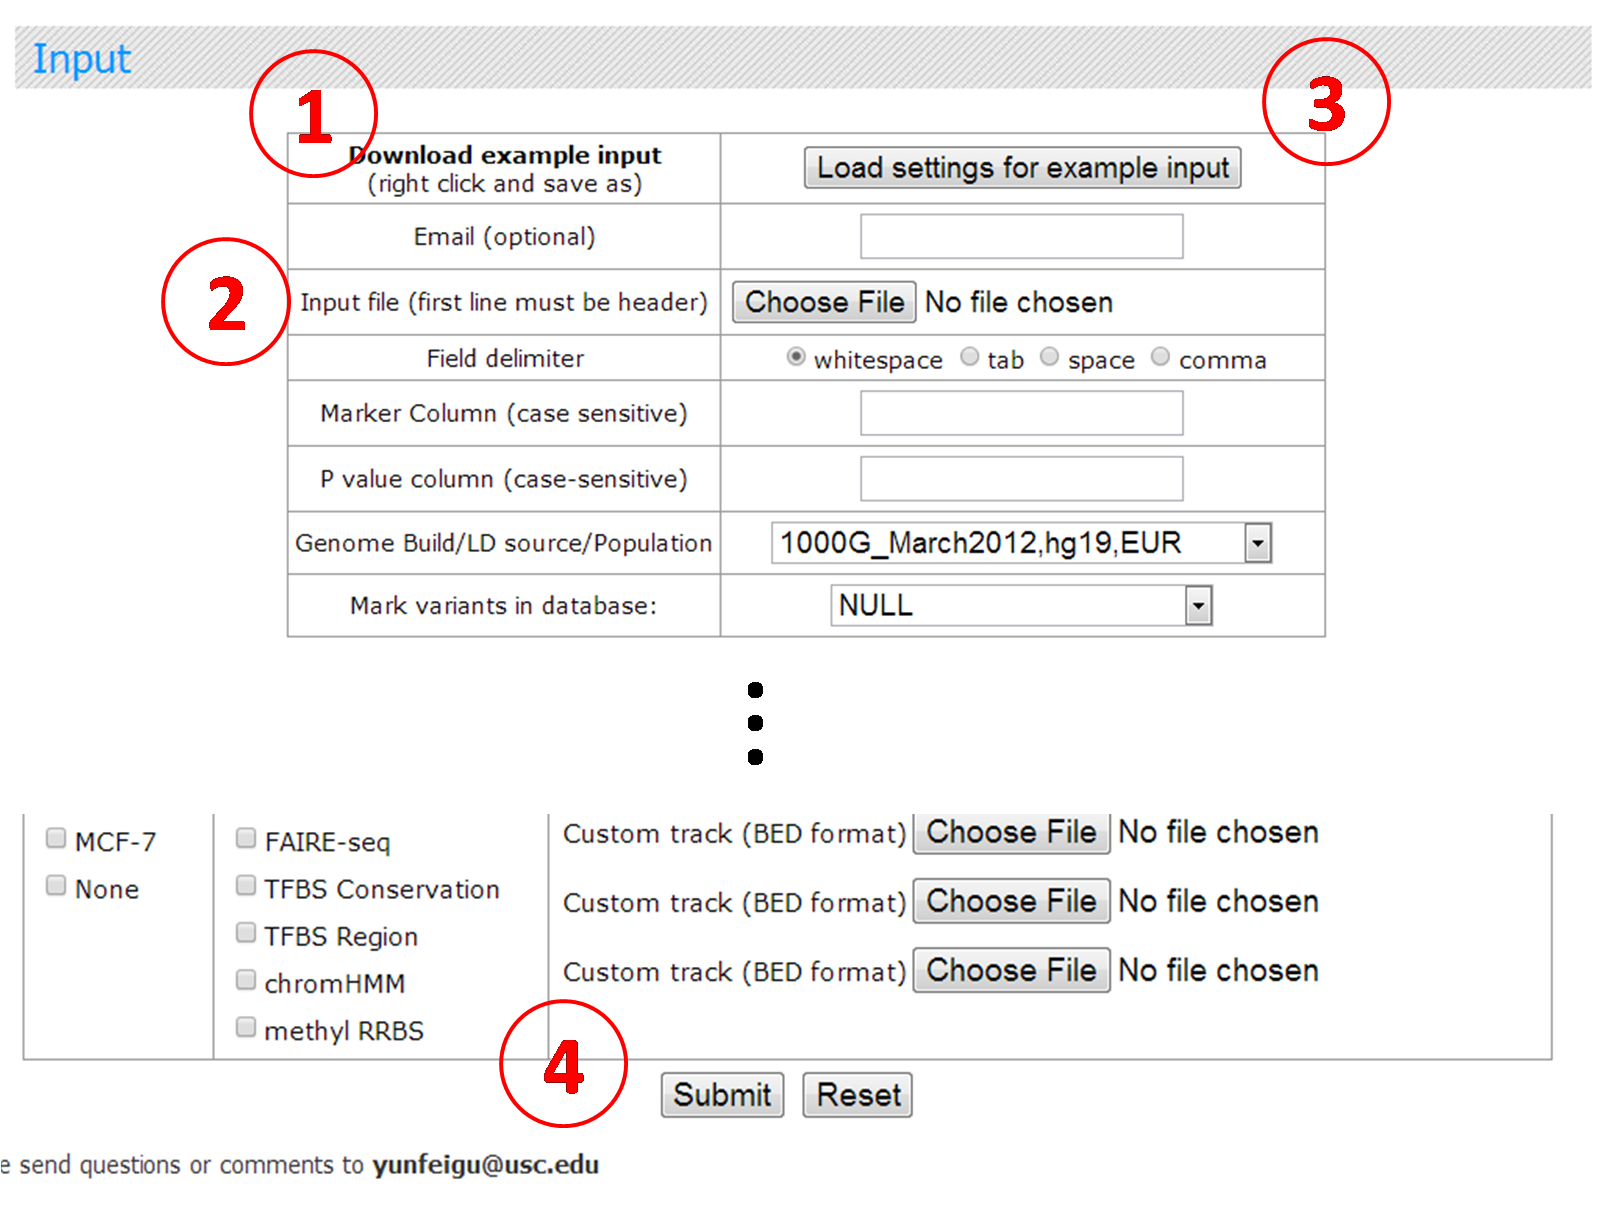 Input
1
3
Download example input
(right click and save as)
Load settings for example input
Email (optional)
2
Input file (first line must be header)
Choose File No file chosen
Field delimiter
whitespace tab space comma
Marker Column (case sensitive)
P value column (case-sensitive)
Genome Build/LD source/Population
1000G_March2012,hg19,EUR
Mark variants in database:
NULL
MCF-7
None
FAIRE-seq
TFBS Conservation
TFBS Region
chromHMM
methyl RRBS
Custom track (BED format) Choose File No file chosen
Custom track (BED format) Choose File No file chosen
Custom track (BED format) Choose File No file chosen
4
Submit Reset
e send questions or comments to yunfeigu@usc.edu